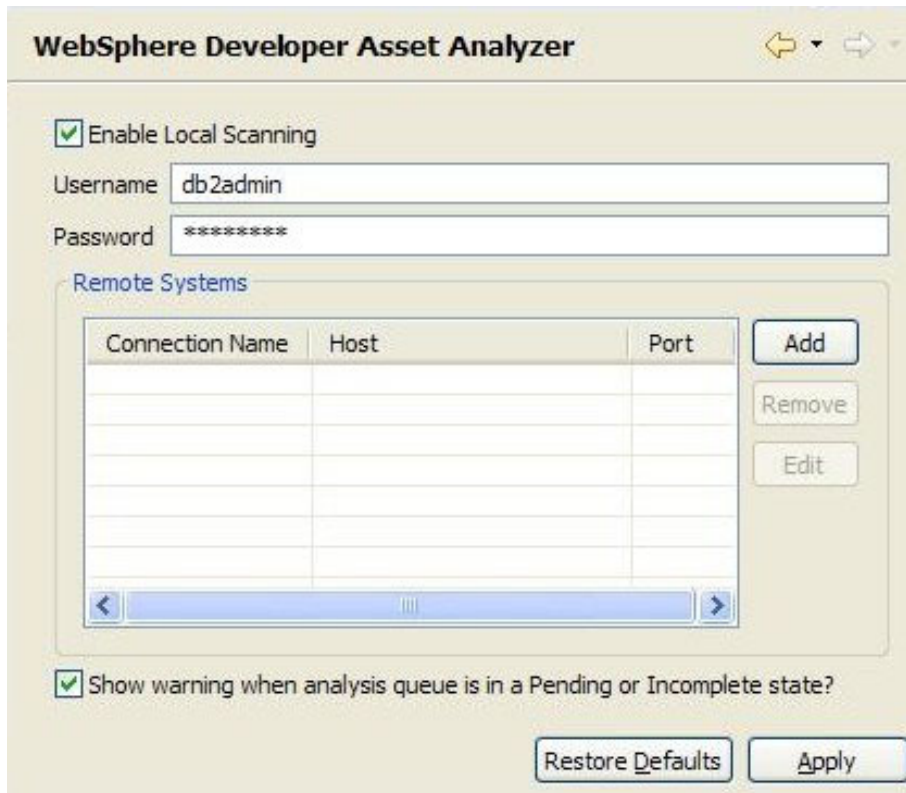 WebSphere Developer Asset Analyzer
Enable Local Scanning
Username db2admin
Password ********
Remote Systems
Connection Name Host Port Add
Remove
Edit
Show warning when analysis queue is in a Pending or Incomplete state?
Restore Defaults Apply